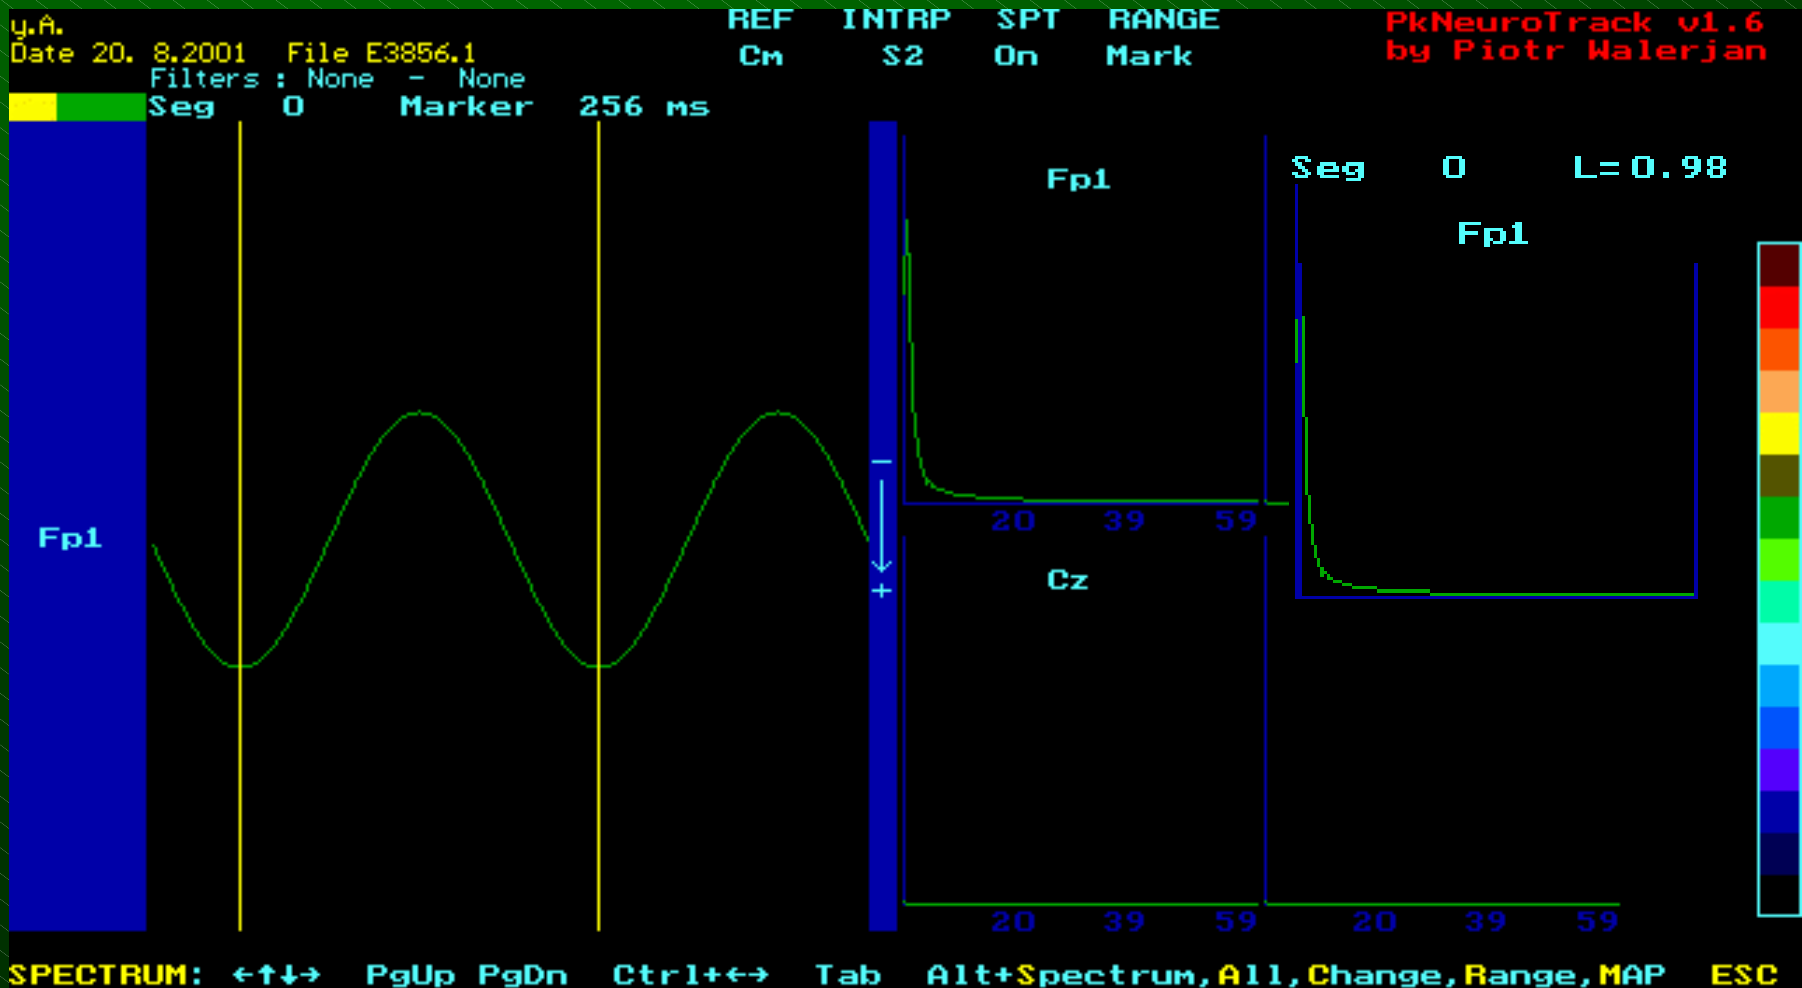 y.A.
Date 20. 8.2001 File E3856.1
Filters : None - None
Seg 0 Marker 256 ms
REF INTRP SPT RANGE
Cm S2 On Mark
PkNeuroTrack v1.6
by Piotr Walerjan
Fp1
-
+
Fp1
20 39 59
Seg 0 L= 0.98
Fp1
Cz
20 39 59
20 39 59
SPECTRUM: ←↑↓→ PgUp PgDn Ctrl+←→ Tab Alt+Spectrum,All,Change,Range,MAP ESC